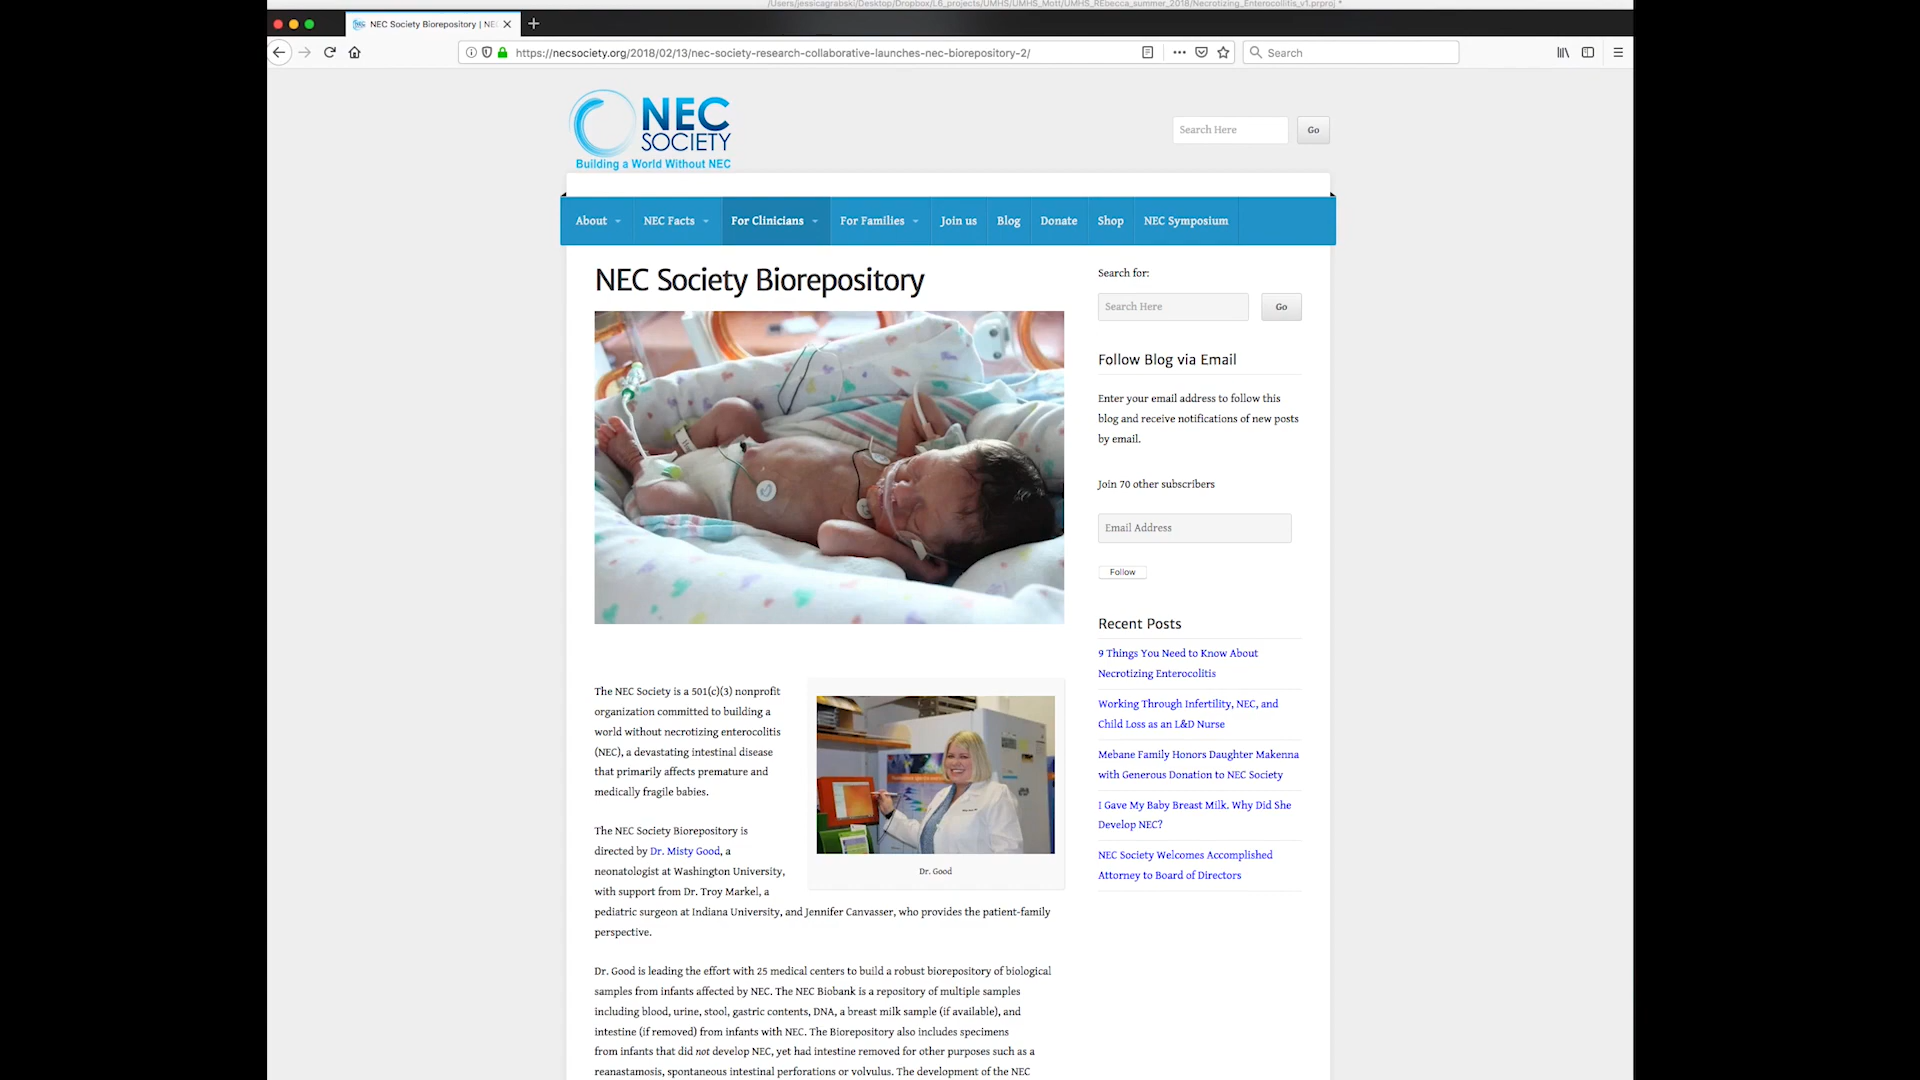 /Users/jessicagrabski/Desktop/Dropbox/L6_projects/UMHS/UMHS_Mott/UMHS_REbecca_summer_2018/Necrotizing_Enterocollitis_v1.prproj *
NEC Society Biorepository | NEC
https://necsociety.org/2018/02/13/nec-society-research-collaborative-launches-nec-biorepository-2/
Search
NEC
SOCIETY
Building a World Without NEC
Search Here
Go
About
NEC Facts
For Clinicians
For Families
Join us
Blog
Donate
Shop
NEC Symposium
NEC Society Biorepository
The NEC Society is a 501(c)(3) nonprofit
organization committed to building a
world without necrotizing enterocolitis
(NEC), a devastating intestinal disease
that primarily affects premature and
medically fragile babies.
The NEC Society Biorepository is
directed by Dr. Misty Good, a
neonatologist at Washington University,
with support from Dr. Troy Markel, a
pediatric surgeon at Indiana University, and Jennifer Canvasser, who provides the patient-family
perspective.
Dr. Good
Dr. Good is leading the effort with 25 medical centers to build a robust biorepository of biological
samples from infants affected by NEC. The NEC Biobank is a repository of multiple samples
including blood, urine, stool, gastric contents, DNA, a breast milk sample (if available), and
intestine (if removed) from infants with NEC. The Biorepository also includes specimens
from infants that did not develop NEC, yet had intestine removed for other purposes such as a
reanastamosis, spontaneous intestinal perforations or volvulus. The development of the NEC
Search for:
Search Here
Go
Follow Blog via Email
Enter your email address to follow this
blog and receive notifications of new posts
by email.
Join 70 other subscribers
Email Address
Follow
Recent Posts
9 Things You Need to Know About
Necrotizing Enterocolitis
Working Through Infertility, NEC, and
Child Loss as an L&D Nurse
Mebane Family Honors Daughter Makenna
with Generous Donation to NEC Society
I Gave My Baby Breast Milk. Why Did She
Develop NEC?
NEC Society Welcomes Accomplished
Attorney to Board of Directors